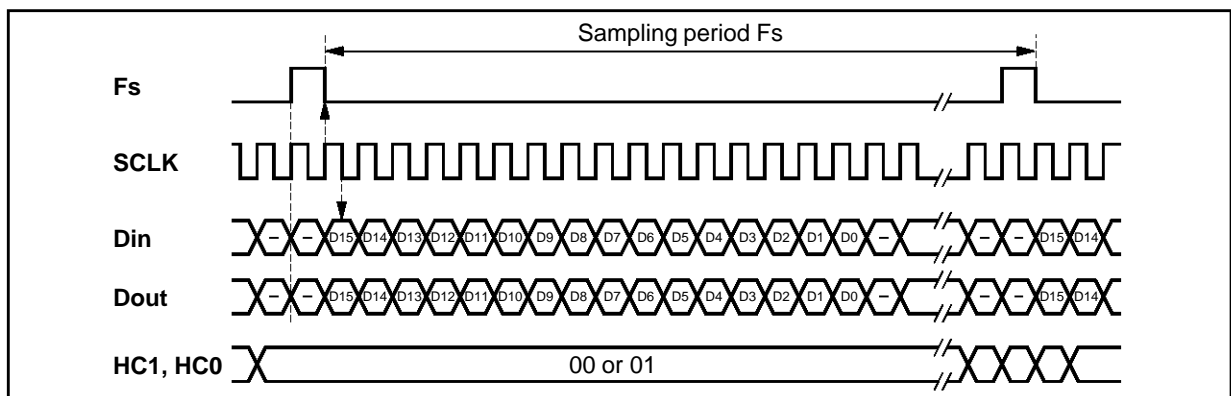 Sampling period Fs
Fs
SCLK
Din – – D15 D14 D13 D12 D11 D10 D9 D8 D7 D6 D5 D4 D3 D2 D1 D0 – – – D15 D14
Dout – – D15 D14 D13 D12 D11 D10 D9 D8 D7 D6 D5 D4 D3 D2 D1 D0 – – – D15 D14
HC1, HC0 00 or 01